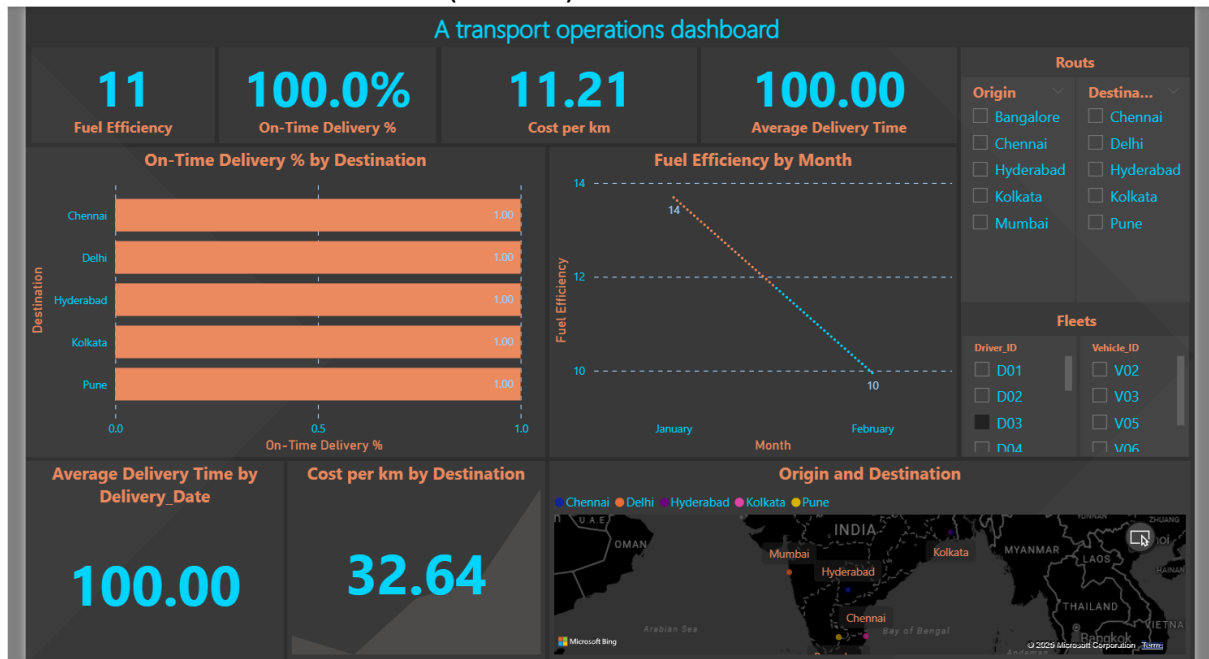 A transport operations dashboard
11
Fuel Efficiency
100.0%
On-Time Delivery %
11.21
Cost per km
100.00
Average Delivery Time
Routs
Origin
Bangalore
Chennai
Hyderabad
Kolkata
Mumbai
Destina...
Chennai
Delhi
Hyderabad
Kolkata
Pune
On-Time Delivery % by Destination
Destination
Chennai 1.00
Delhi 1.00
Hyderabad 1.00
Kolkata 1.00
Pune 1.00
0.0 0.5 1.0
On-Time Delivery %
Fuel Efficiency by Month
Fuel Efficiency
14
14
12
10
10
January February
Month
Fleets
Driver_ID
D01
D02
D03
D04
Vehicle_ID
V02
V03
V05
V06
Average Delivery Time by
Delivery_Date
100.00
Cost per km by Destination
32.64
Origin and Destination
Chennai Delhi Hyderabad Kolkata Pune
U.A.E.
OMAN
INDIA
Mumbai
Hyderabad
Kolkata
Chennai
MYANMAR
LAOS
YUNNAN
ZHUANG
HAINAN
THAILAND
Bangkok
Arabian Sea
Bay of Bengal
Andaman
Microsoft Bing
© 2025 Microsoft Corporation Terms